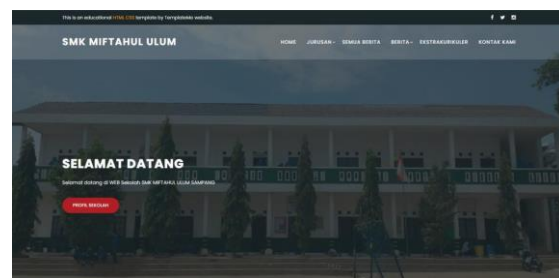 This is an educational HTML CSS template by TemplateMo website.
SMK MIFTAHUL ULUM
HOME JURUSAN SEMUA BERITA BERITA EKSTRAKURIKULER KONTAK KAMI
SELAMAT DATANG
Selamat datang di WEB Sekolah SMK MIFTAHUL ULUM SAMPANG
PROFIL SEKOLAH